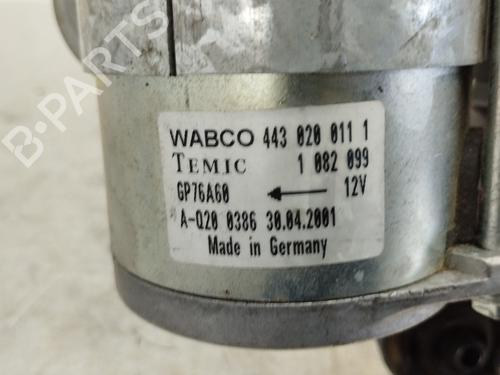 B-Parts
WABCO 443 020 011 1
TEMIC 1 082 099
GP76A60 12V
A-Q20 0386 30.04.2001
Made in Germany